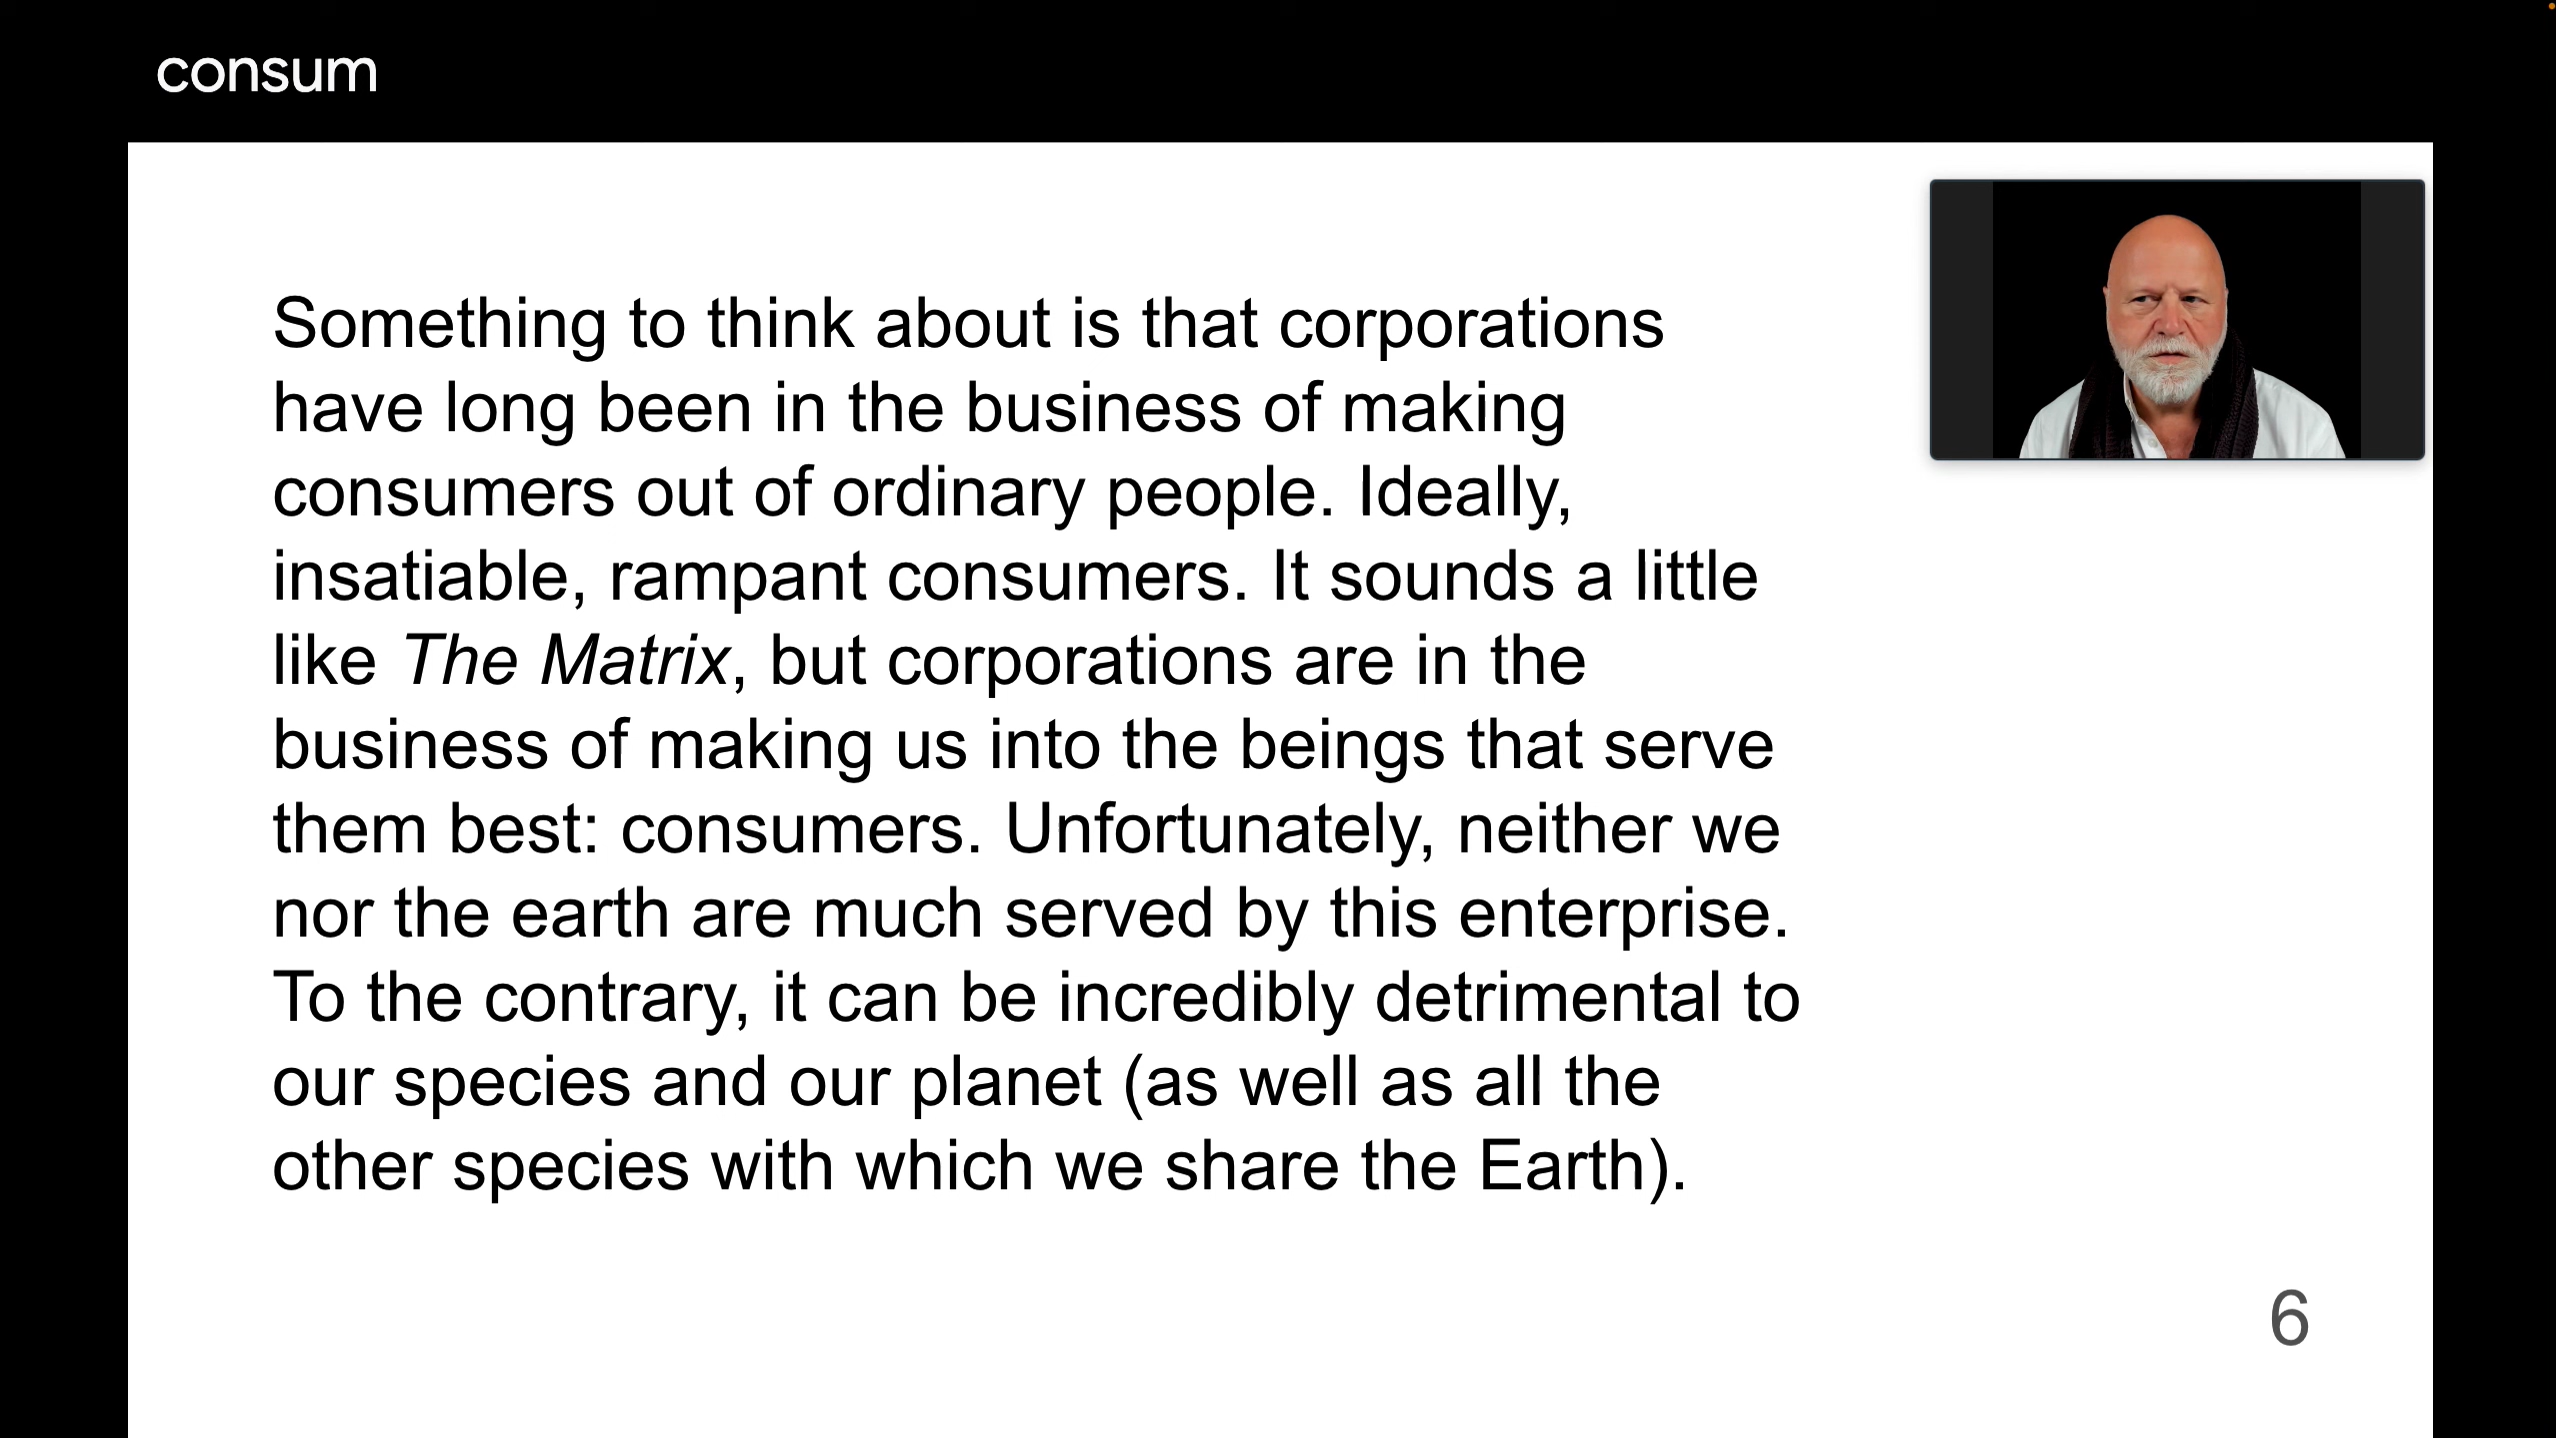 consum
Something to think about is that corporations
have long been in the business of making
consumers out of ordinary people. Ideally,
insatiable, rampant consumers. It sounds a little
like The Matrix, but corporations are in the
business of making us into the beings that serve
them best: consumers. Unfortunately, neither we
nor the earth are much served by this enterprise.
To the contrary, it can be incredibly detrimental to
our species and our planet (as well as all the
other species with which we share the Earth).
6